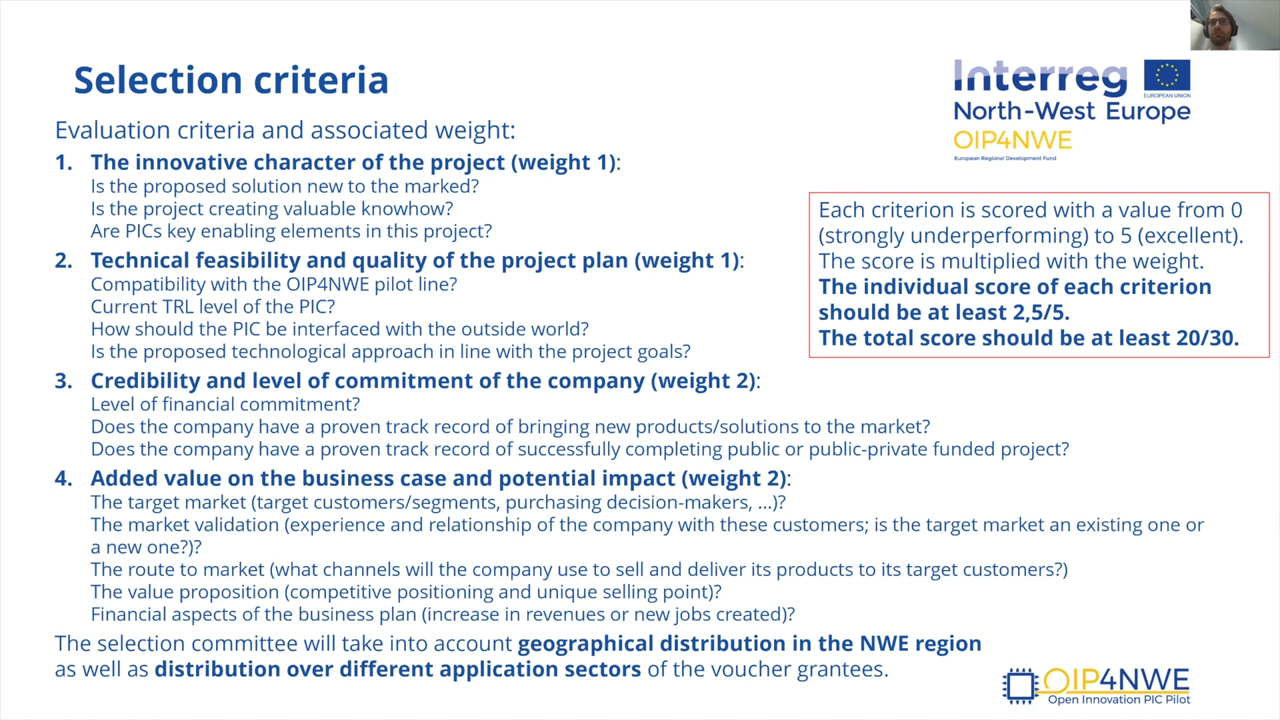 Selection criteria
Interreg
EUROPEAN UNION
North-West Europe
OIP4NWE
European Regional Development Fund
Evaluation criteria and associated weight:
1. The innovative character of the project (weight 1):
Is the proposed solution new to the marked?
Is the project creating valuable knowhow?
Are PICs key enabling elements in this project?
2. Technical feasibility and quality of the project plan (weight 1):
Compatibility with the OIP4NWE pilot line?
Current TRL level of the PIC?
How should the PIC be interfaced with the outside world?
Is the proposed technological approach in line with the project goals?
Each criterion is scored with a value from 0
(strongly underperforming) to 5 (excellent).
The score is multiplied with the weight.
The individual score of each criterion
should be at least 2,5/5.
The total score should be at least 20/30.
3. Credibility and level of commitment of the company (weight 2):
Level of financial commitment?
Does the company have a proven track record of bringing new products/solutions to the market?
Does the company have a proven track record of successfully completing public or public-private funded project?
4. Added value on the business case and potential impact (weight 2):
The target market (target customers/segments, purchasing decision-makers, ...)?
The market validation (experience and relationship of the company with these customers; is the target market an existing one or
a new one?)?
The route to market (what channels will the company use to sell and deliver its products to its target customers?)
The value proposition (competitive positioning and unique selling point)?
Financial aspects of the business plan (increase in revenues or new jobs created)?
The selection committee will take into account geographical distribution in the NWE region
as well as distribution over different application sectors of the voucher grantees.
OIP4NWE
Open Innovation PIC Pilot